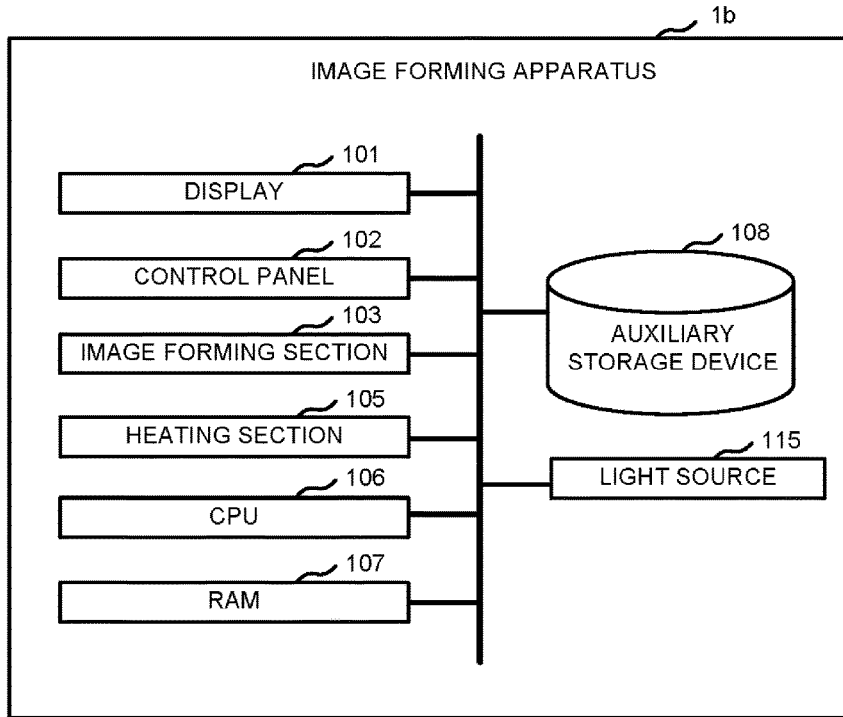 1b
IMAGE FORMING APPARATUS
101
DISPLAY
102
CONTROL PANEL
103
IMAGE FORMING SECTION
105
HEATING SECTION
106
CPU
107
RAM
108
AUXILIARY
STORAGE DEVICE
115
LIGHT SOURCE